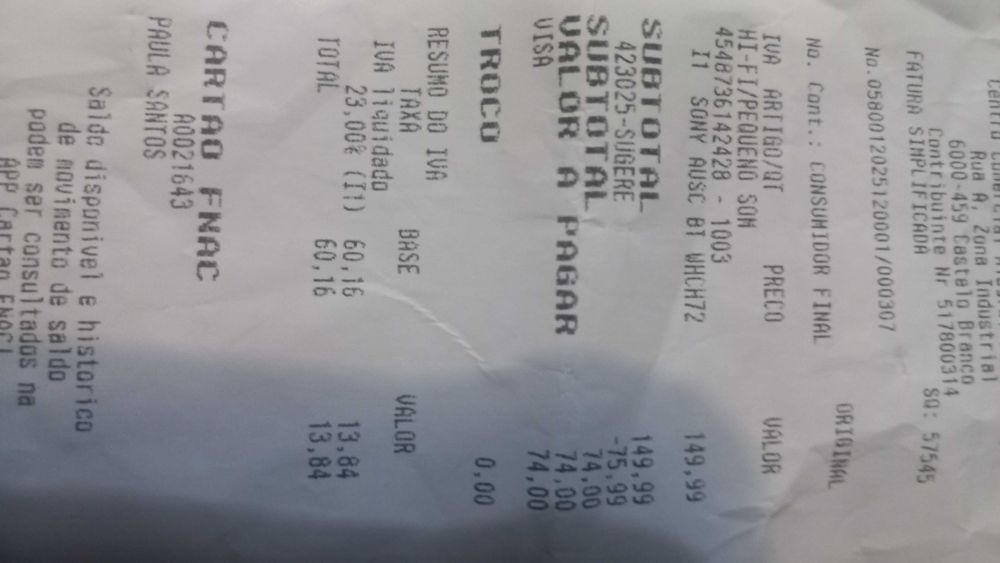 Rua A, Zona Industrial
6000-459 Castelo Branco
Contribuinte Nr 517800314
FATURA SIMPLIFICADA SQ: 57545
No.0580012025120001/000307
ORIGINAL
No. Cont.: CONSUMIDOR FINAL
IVA ARTIGO/QT PRECO VALOR
HI-FI/PEQUENO SOM
4548736142428 - 1003
I1 SONY AUSC BT WHCH72 149,99
SUBTOTAL 149,99
423025-SUGERE -75,99
SUBTOTAL 74,00
VALOR A PAGAR 74,00
VISA 74,00
TROCO 0,00
RESUMO DO IVA
TAXA BASE VALOR
IVA liquidado
23,00% (I1) 60,16 13,84
TOTAL 60,16 13,84
CARTAO FNAC
A0021643
PAULA SANTOS
Saldo disponivel e historico
de movimento de saldo
podem ser consultados na
APP Cartao FNAC!